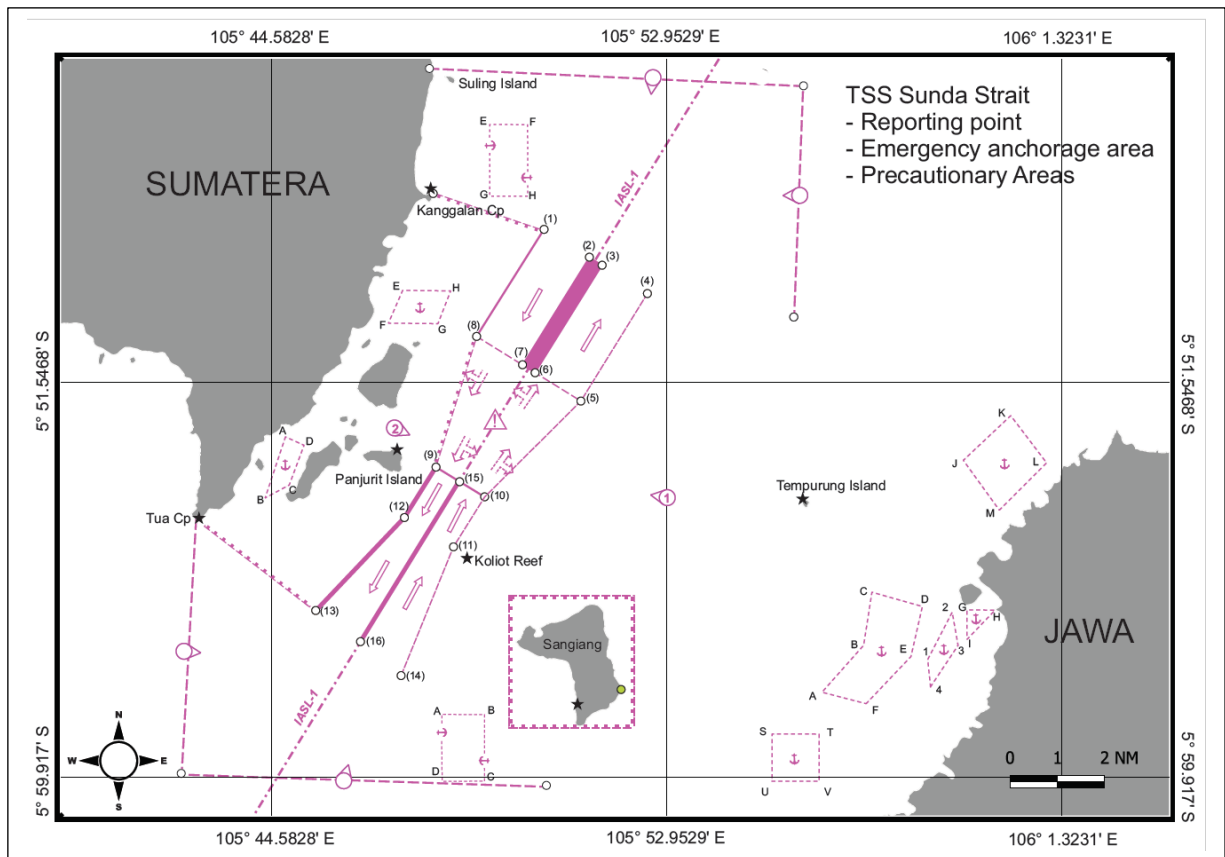 105° 44.5828' E
105° 52.9529' E
106° 1.3231' E
Suling Island
TSS Sunda Strait
- Reporting point
- Emergency anchorage area
- Precautionary Areas
E
F
SUMATERA
IASL-1
G
H
Kanggalan Cp
(1)
(2)
(3)
(4)
E
H
F
G
(8)
(7)
(6)
5° 51.5468' S
5° 51.5468' S
(5)
!
K
A
D
2
J
L
B
C
Panjurit Island
(9)
(15)
(10)
1
Tempurung Island
M
Tua Cp
(12)
(11)
Koliot Reef
C
D
2
G
H
(13)
Sangiang
JAWA
B
E
1
3
I
(16)
(14)
A
F
4
IASL-1
A
B
S
T
N
W
E
S
D
C
U
V
0 1 2 NM
5° 59.917' S
5° 59.917' S
105° 44.5828' E
105° 52.9529' E
106° 1.3231' E